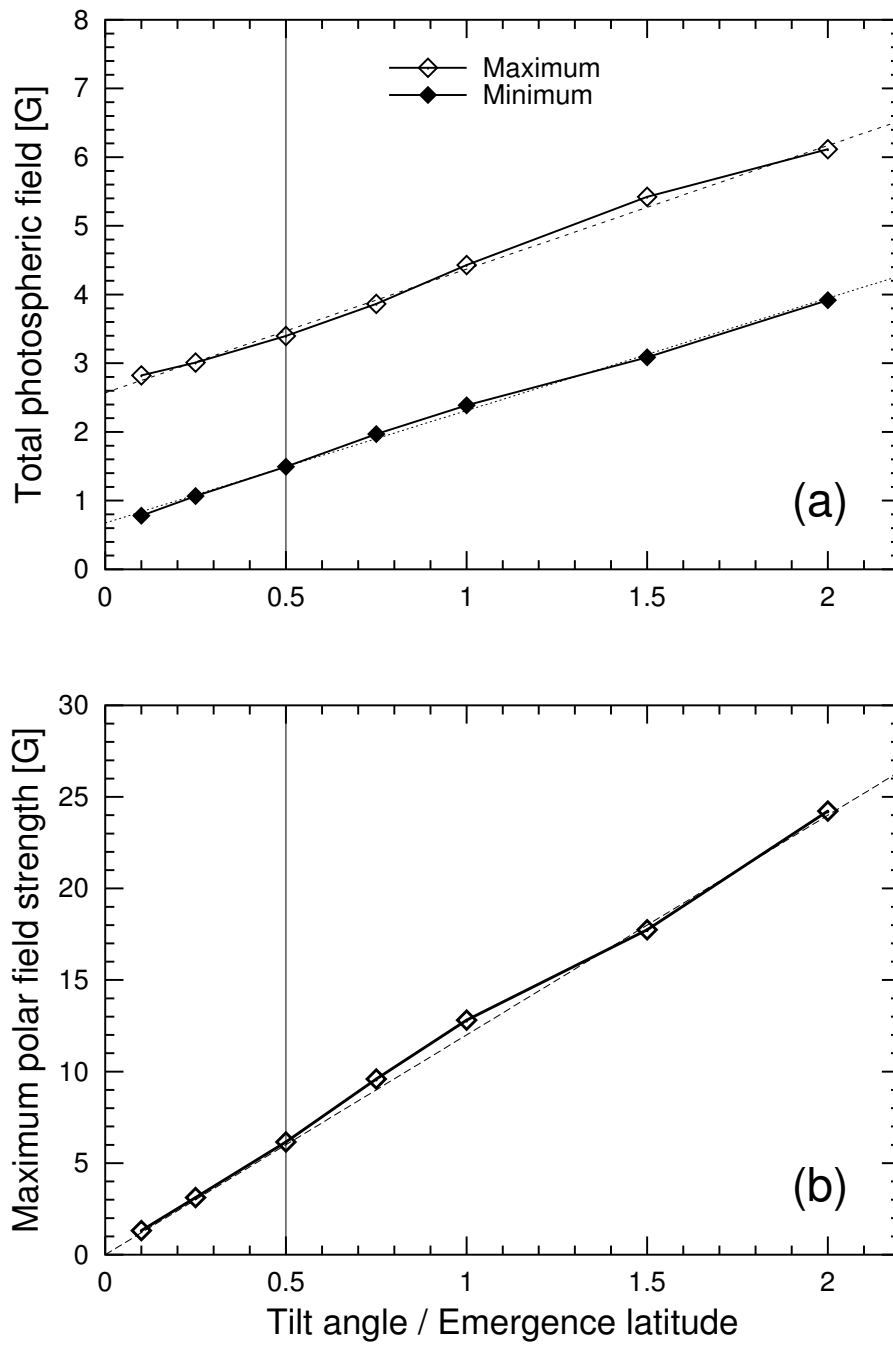 8
7
6
5
4
3
2
1
0
Total photospheric field [G]
Maximum
Minimum
(a)
0 0.5 1 1.5 2
30
25
20
15
10
5
0
Maximum polar field strength [G]
(b)
0 0.5 1 1.5 2
Tilt angle / Emergence latitude